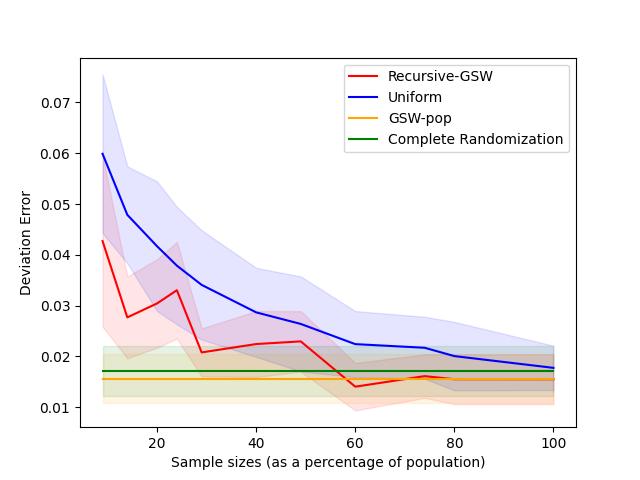 Recursive-GSW
Uniform
GSW-pop
Complete Randomization
Deviation Error
0.07
0.06
0.05
0.04
0.03
0.02
0.01
20 40 60 80 100
Sample sizes (as a percentage of population)